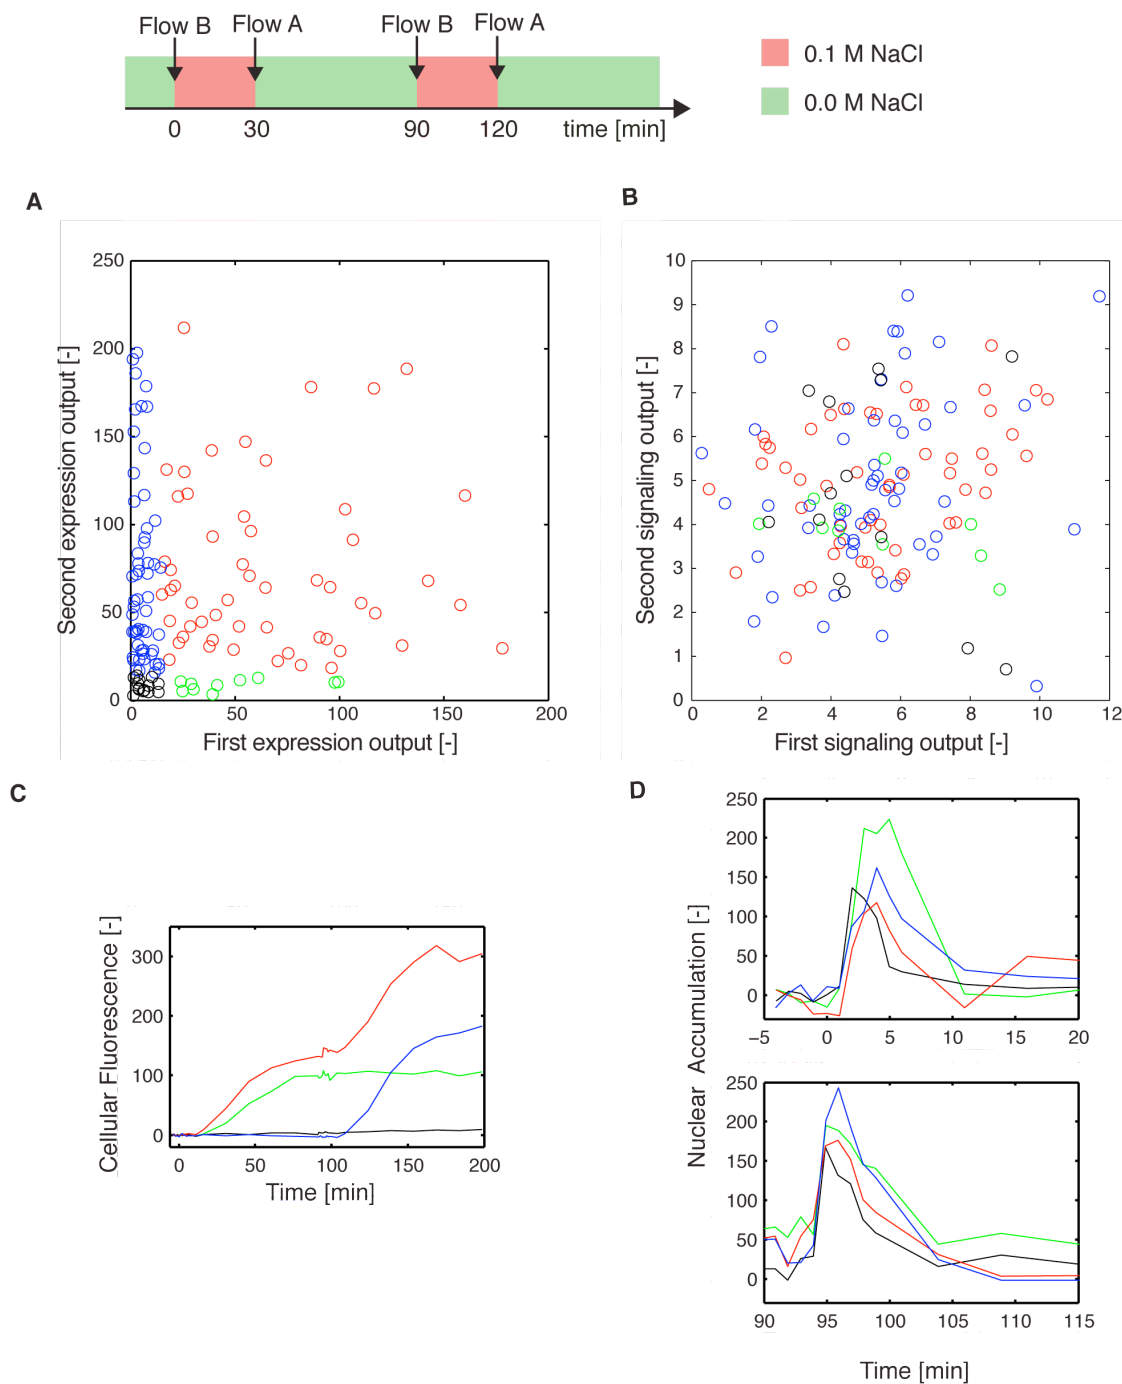 Flow B Flow A Flow B Flow A
0.1 M NaCl
0.0 M NaCl
0 30 90 120 time [min]
A
250
200
150
100
50
0
Second expression output [-]
0 50 100 150 200
First expression output [-]
B
10
9
8
7
6
5
4
3
2
1
0
Second signaling output [-]
0 2 4 6 8 10 12
First signaling output [-]
C
300
200
100
0
Cellular Fluorescence [-]
0 50 100 150 200
Time [min]
D
250
200
150
100
50
0
−5 0 5 10 15 20
Nuclear Accumulation [-]
250
200
150
100
50
0
90 95 100 105 110 115
Time [min]